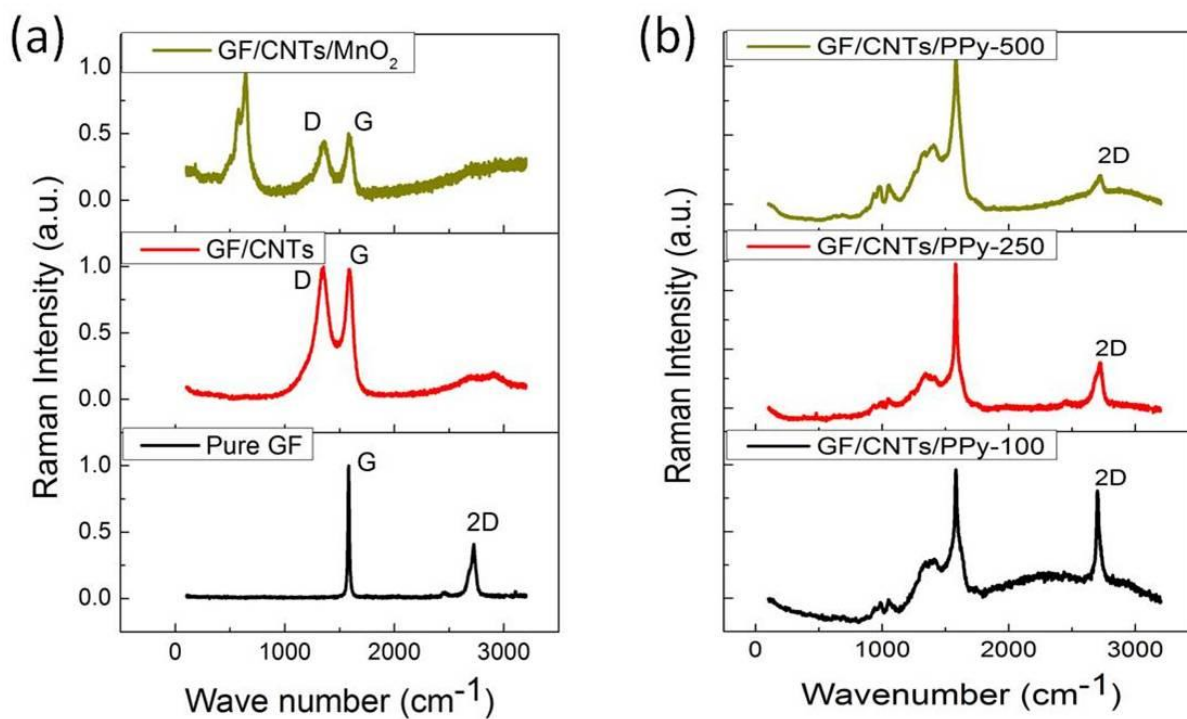 (a)
GF/CNTs/MnO₂
1.0
0.5
0.0
D
G
GF/CNTs
1.0
0.5
0.0
D
G
Pure GF
1.0
0.5
0.0
G
2D
Raman Intensity (a.u.)
0 1000 2000 3000
Wave number (cm⁻¹)
(b)
GF/CNTs/PPy-500
2D
GF/CNTs/PPy-250
2D
GF/CNTs/PPy-100
2D
Raman Intensity (a.u.)
0 1000 2000 3000
Wavenumber (cm⁻¹)